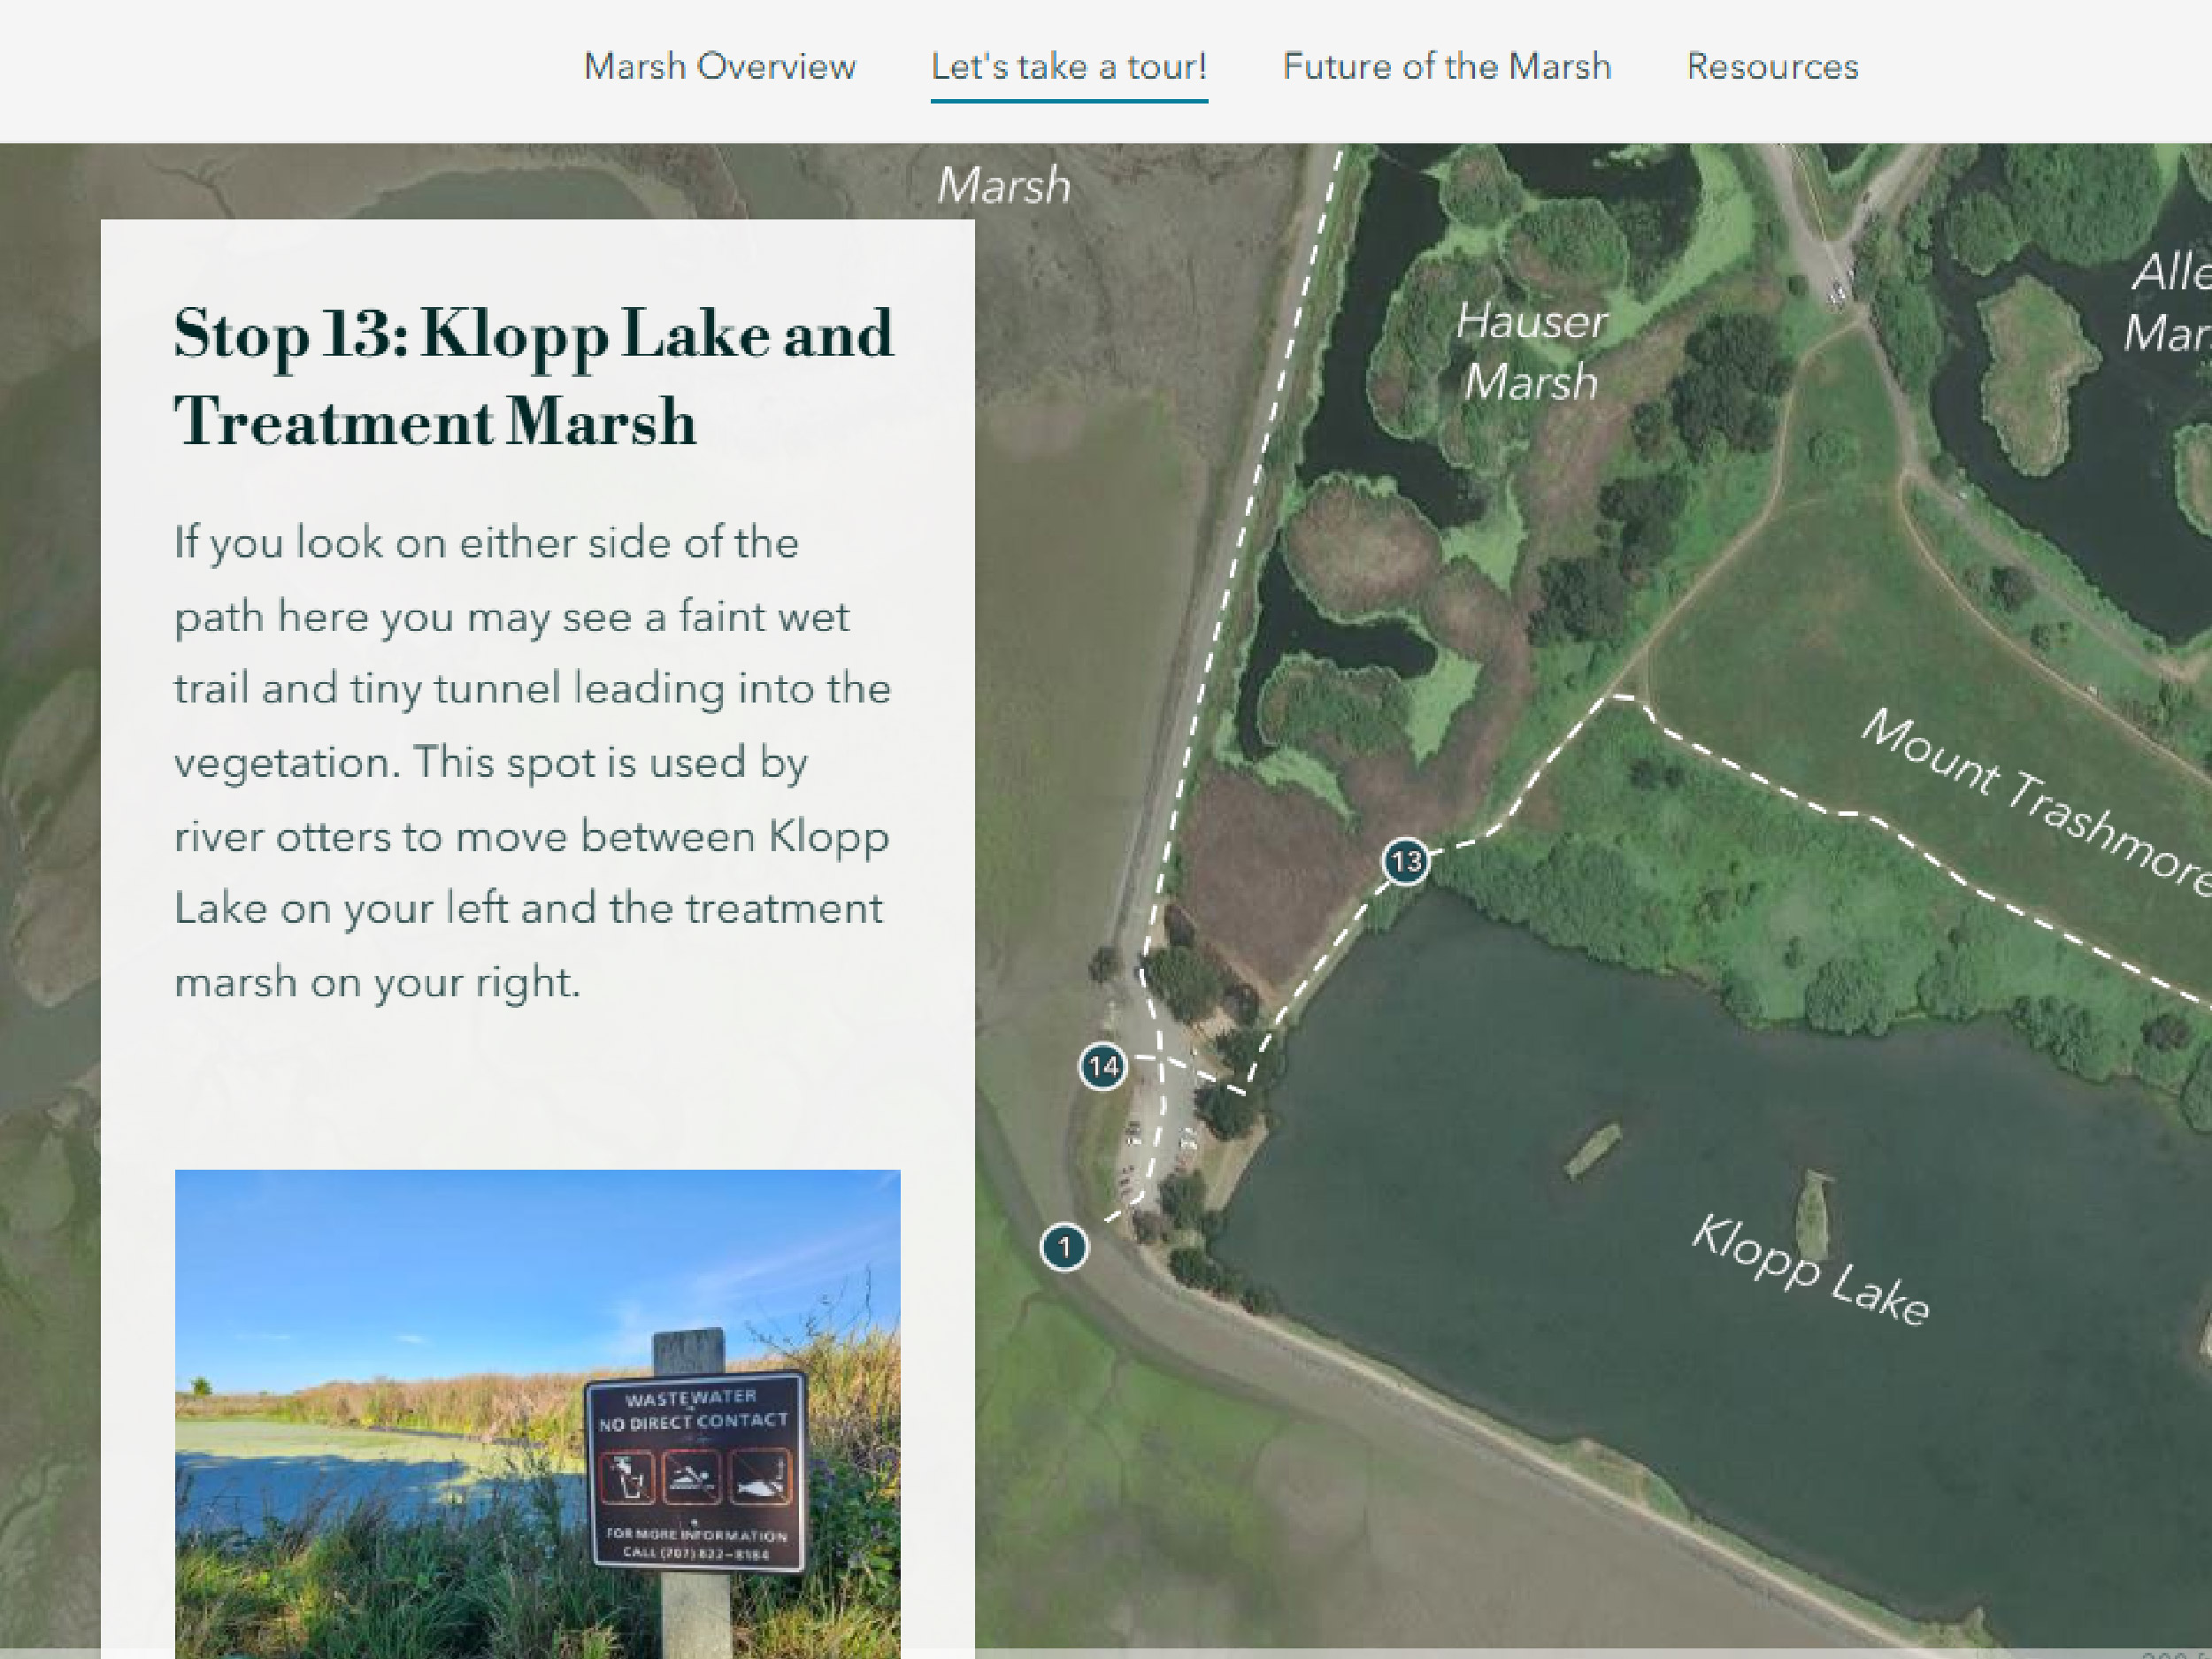 Marsh Overview
Let's take a tour!
Future of the Marsh
Resources
Stop 13: Klopp Lake and
Treatment Marsh
If you look on either side of the
path here you may see a faint wet
trail and tiny tunnel leading into the
vegetation. This spot is used by
river otters to move between Klopp
Lake on your left and the treatment
marsh on your right.
WASTEWATER
NO DIRECT CONTACT
FOR MORE INFORMATION
CALL (707) 822-8184
Marsh
Hauser
Marsh
Mount Trashmore
13
14
1
Klopp Lake